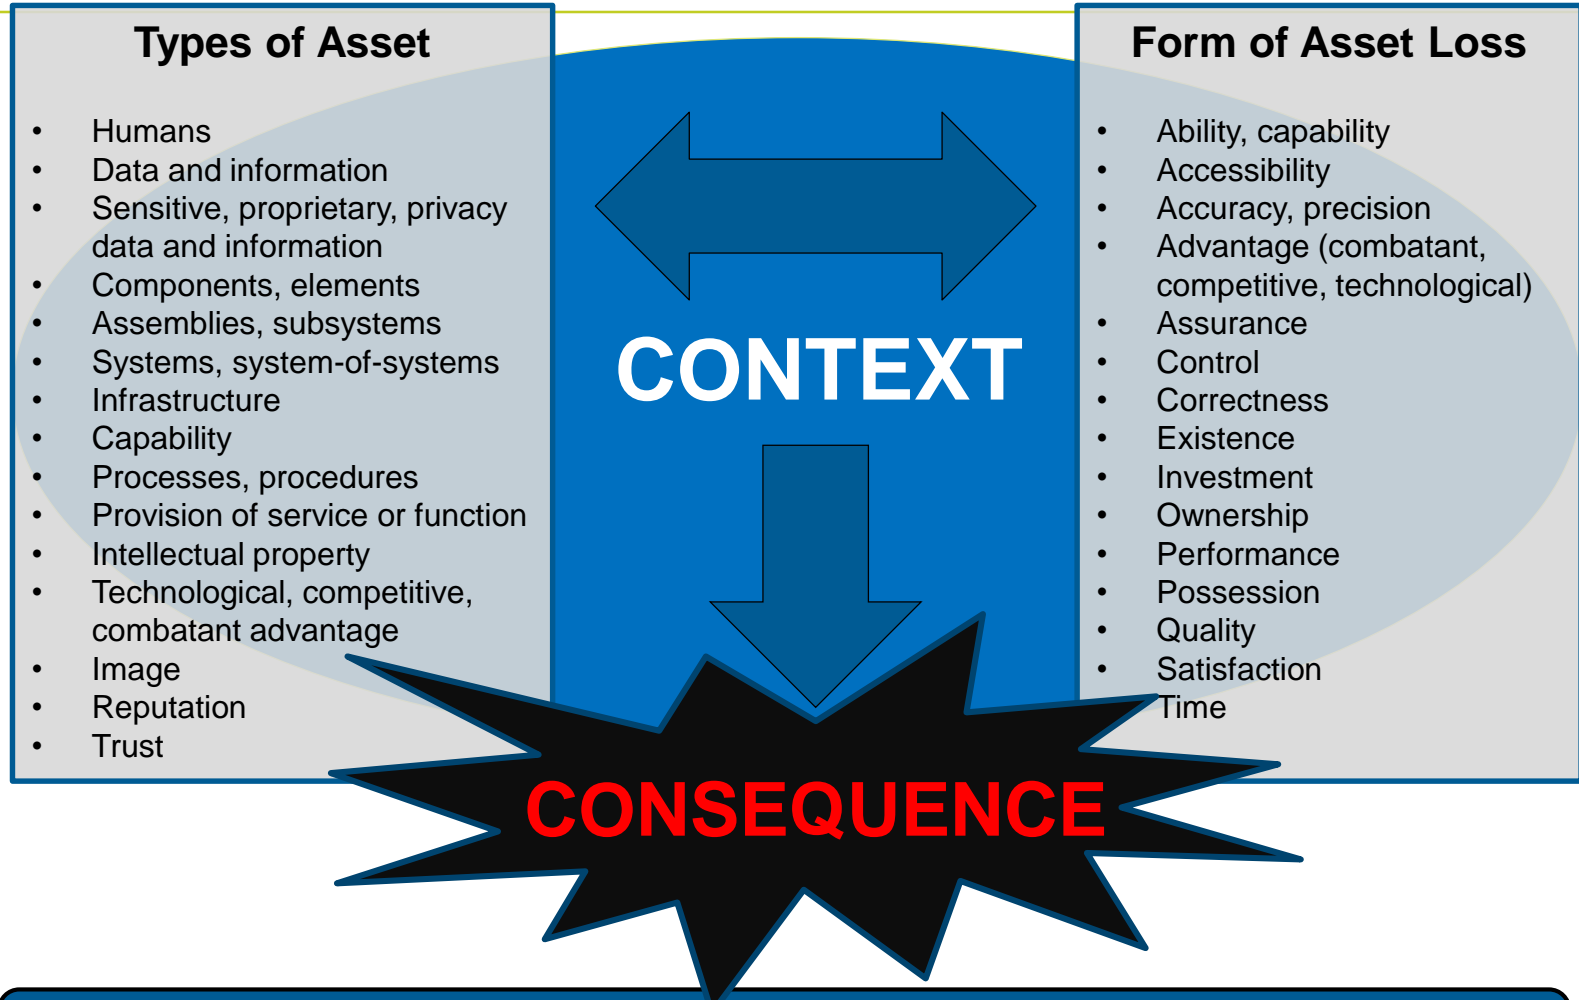 Types of Asset
• Humans
• Data and information
• Sensitive, proprietary, privacy
data and information
• Components, elements
• Assemblies, subsystems
• Systems, system-of-systems
• Infrastructure
• Capability
• Processes, procedures
• Provision of service or function
• Intellectual property
• Technological, competitive,
combatant advantage
• Image
• Reputation
• Trust
CONTEXT
CONSEQUENCE
Form of Asset Loss
• Ability, capability
• Accessibility
• Accuracy, precision
• Advantage (combatant,
competitive, technological)
• Assurance
• Control
• Correctness
• Existence
• Investment
• Ownership
• Performance
• Possession
• Quality
• Satisfaction
Time